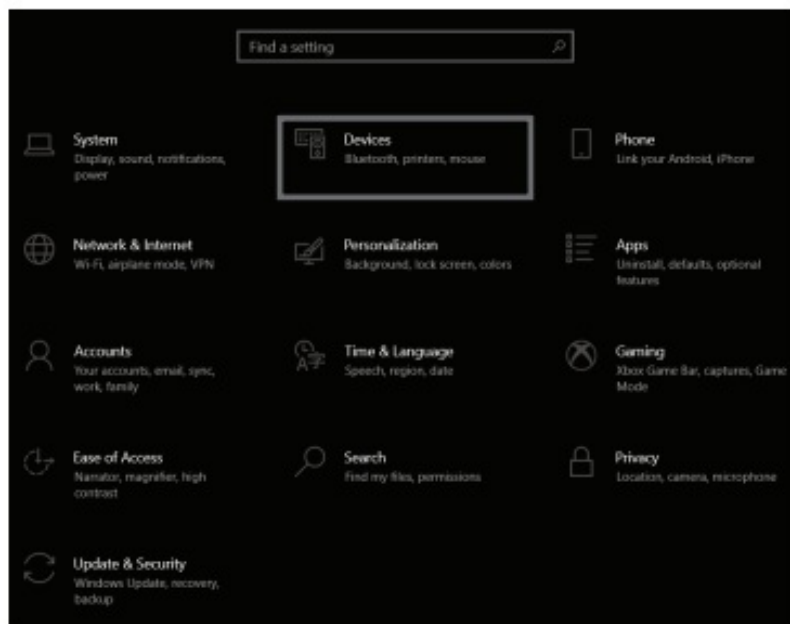 Find a setting
System
Display, sound, notifications,
power
Devices
Bluetooth, printers, mouse
Phone
Link your Android, iPhone
Network & Internet
Wi-Fi, airplane mode, VPN
Personalization
Background, lock screen, colors
Apps
Uninstall, defaults, optional
features
Accounts
Your accounts, email, sync,
work, family
Time & Language
Speech, region, date
Gaming
Xbox Game Bar, captures, Game
Mode
Ease of Access
Narrator, magnifier, high
contrast
Search
Find my files, permissions
Privacy
Location, camera, microphone
Update & Security
Windows Update, recovery,
backup